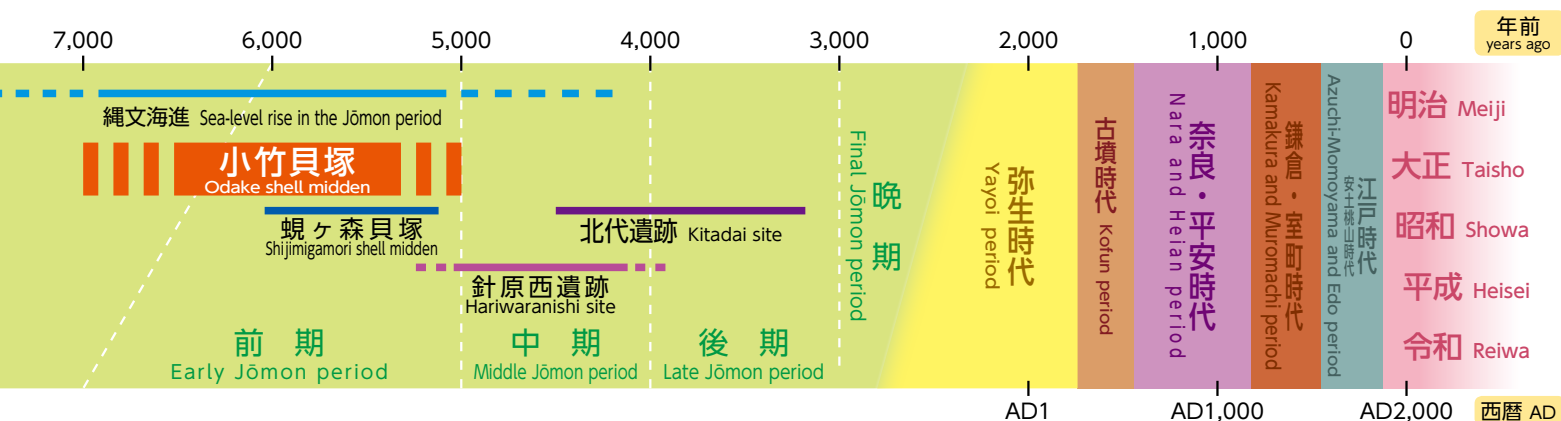 7,000
6,000
5,000
4,000
3,000
2,000
1,000
0
年前
years ago
縄文海進 Sea-level rise in the Jōmon period
小竹貝塚
Odake shell midden
蜆ヶ森貝塚
Shijimigamori shell midden
北代遺跡 Kitadai site
針原西遺跡
Hariwaranishi site
前期
Early Jōmon period
中期
Middle Jōmon period
後期
Late Jōmon period
晩期
Final Jōmon period
弥生時代
Yayoi period
古墳時代 Kofun period
奈良・平安時代
Nara and Heian period
鎌倉・室町時代
Kamakura and Muromachi period
江戸時代
安土桃山時代
Azuchi-Momoyama and Edo period
明治 Meiji
大正 Taisho
昭和 Showa
平成 Heisei
令和 Reiwa
AD1
AD1,000
AD2,000
西暦 AD